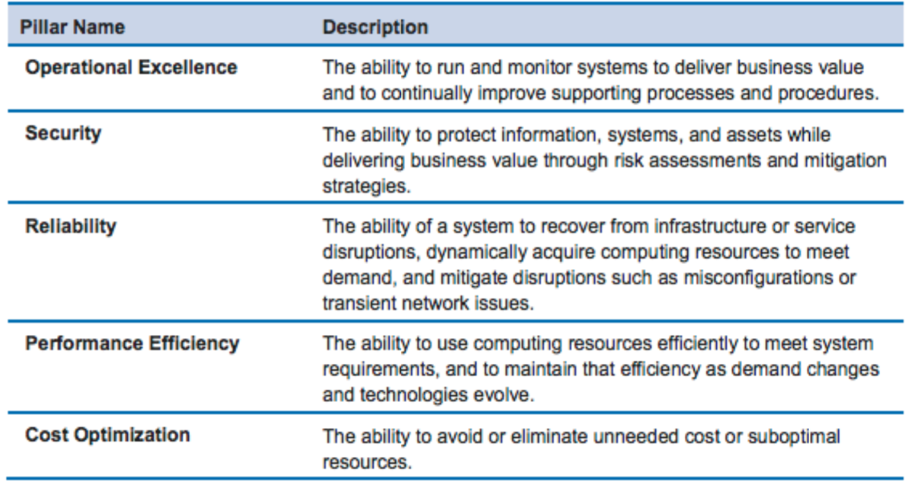 Pillar Name Description
Operational Excellence The ability to run and monitor systems to deliver business value
and to continually improve supporting processes and procedures.
Security The ability to protect information, systems, and assets while
delivering business value through risk assessments and mitigation
strategies.
Reliability The ability of a system to recover from infrastructure or service
disruptions, dynamically acquire computing resources to meet
demand, and mitigate disruptions such as misconfigurations or
transient network issues.
Performance Efficiency The ability to use computing resources efficiently to meet system
requirements, and to maintain that efficiency as demand changes
and technologies evolve.
Cost Optimization The ability to avoid or eliminate unneeded cost or suboptimal
resources.